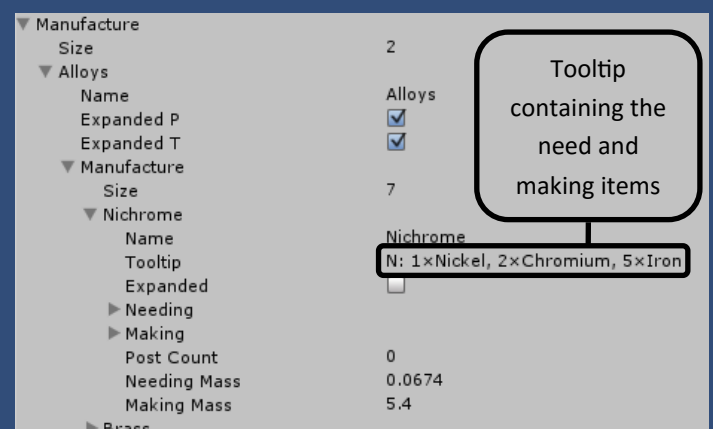 Manufacture
Size 2
Alloys
Name Alloys
Expanded P
Expanded T
Manufacture
Size 7
Nichrome
Name Nichrome
Tooltip N: 1×Nickel, 2×Chromium, 5×Iron
Expanded
Needing
Making
Post Count 0
Needing Mass 0.0674
Making Mass 5.4
Brass
Tooltip
containing the
need and
making items